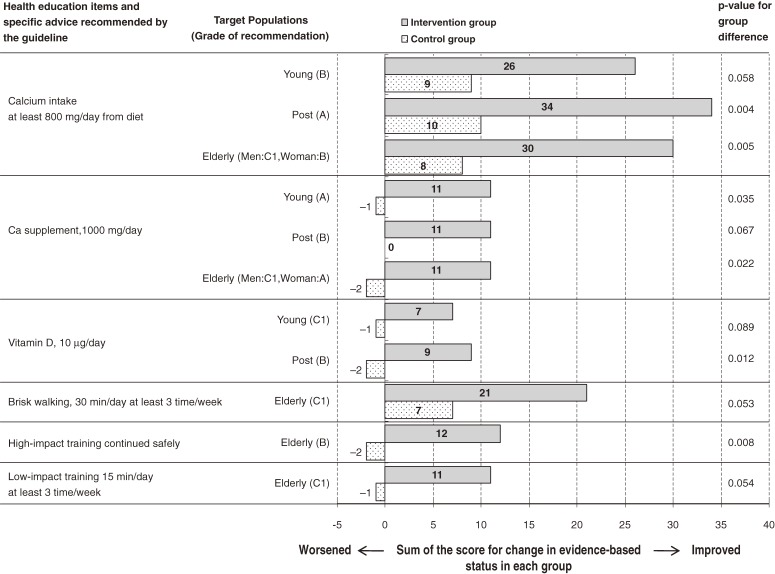 Health education items and
specific advice recommended by
the guideline
Target Populations
(Grade of recommendation)
Intervention group
Control group
p-value for
group
difference
Calcium intake
at least 800 mg/day from diet
Young (B)
26
9
0.058
Post (A)
34
10
0.004
Elderly (Men:C1,Woman:B)
30
8
0.005
Ca supplement,1000 mg/day
Young (A)
11
–1
0.035
Post (B)
11
0
0.067
Elderly (Men:C1,Woman:A)
11
–2
0.022
Vitamin D, 10 μg/day
Young (C1)
7
–1
0.089
Post (B)
9
–2
0.012
Brisk walking, 30 min/day at least 3 time/week
Elderly (C1)
21
7
0.053
High-impact training continued safely
Elderly (B)
12
–2
0.008
Low-impact training 15 min/day
at least 3 time/week
Elderly (C1)
11
–1
0.054
-5 0 5 10 15 20 25 30 35 40
Worsened ← Sum of the score for change in evidence-based → Improved
status in each group